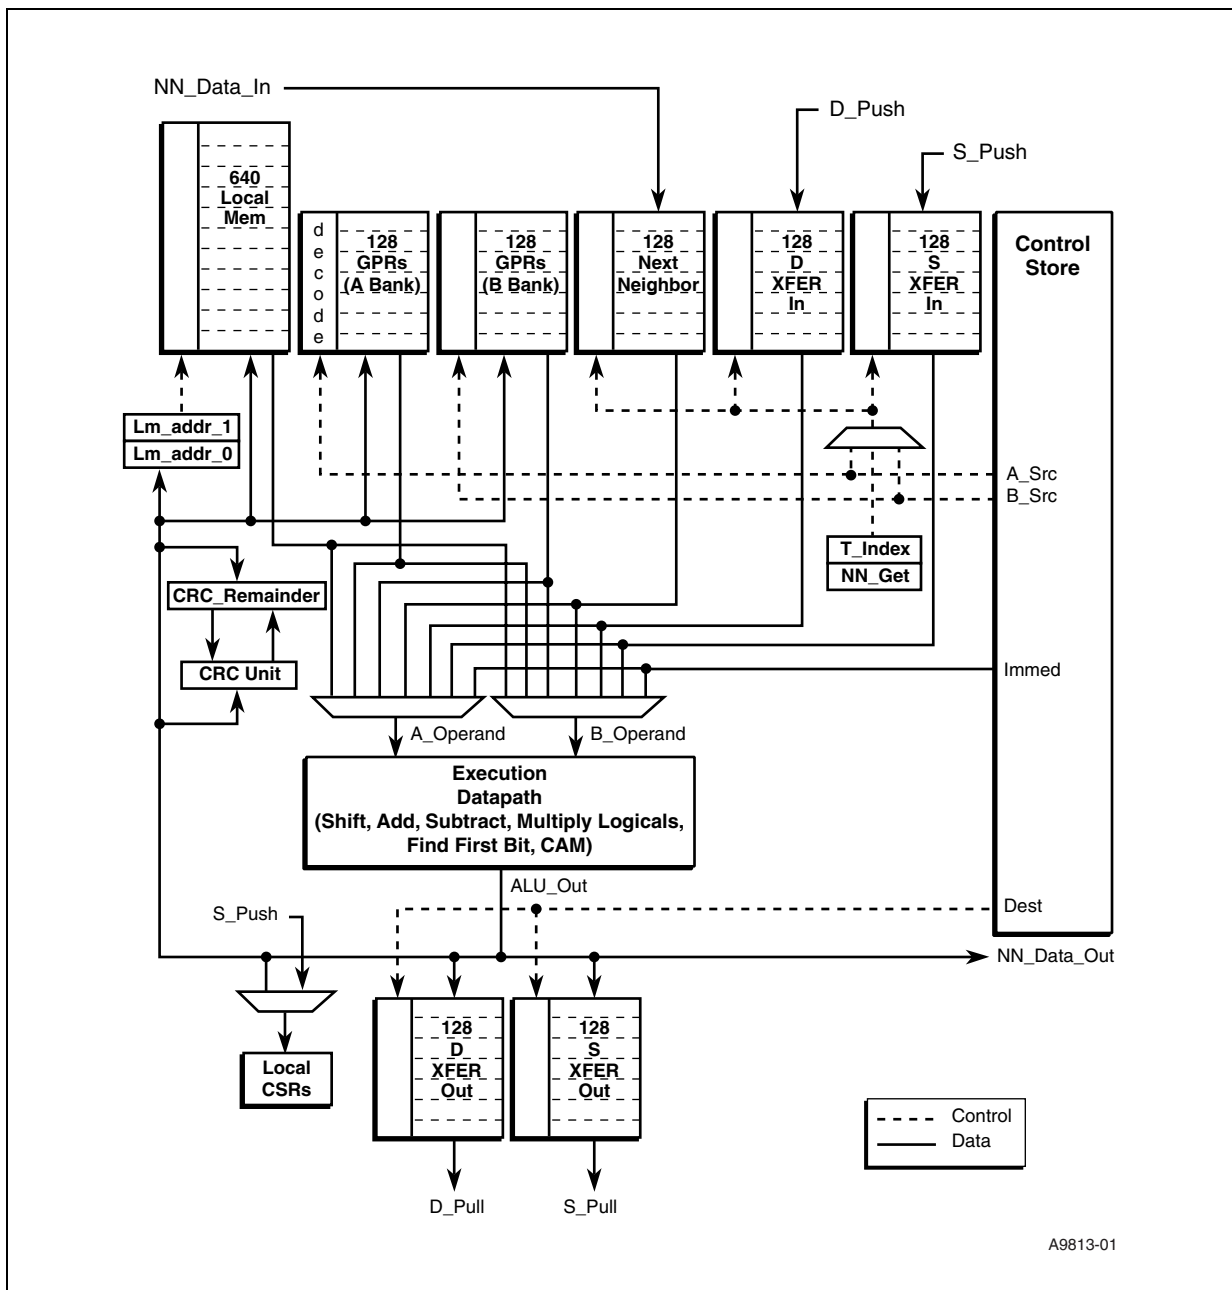 NN_Data_In
D_Push
S_Push
640
Local
Mem
decode
128
GPRs
(A Bank)
128
GPRs
(B Bank)
128
Next
Neighbor
128
D
XFER
In
128
S
XFER
In
Control
Store
Lm_addr_1
Lm_addr_0
A_Src
B_Src
T_Index
NN_Get
CRC_Remainder
CRC Unit
Immed
A_Operand
B_Operand
Execution
Datapath
(Shift, Add, Subtract, Multiply Logicals,
Find First Bit, CAM)
ALU_Out
Dest
S_Push
NN_Data_Out
128
D
XFER
Out
128
S
XFER
Out
Local
CSRs
Control
Data
D_Pull
S_Pull
A9813-01